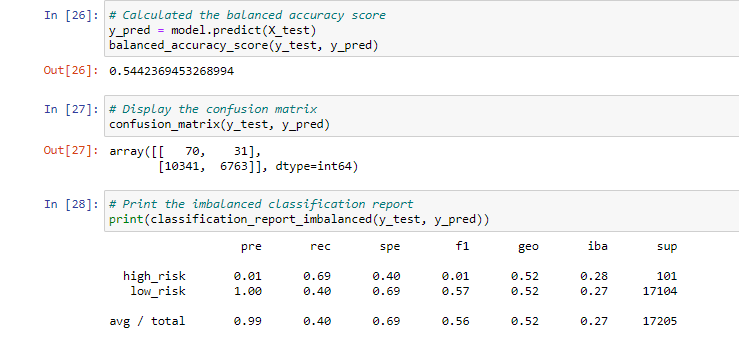 In [26]: # Calculated the balanced accuracy score
y_pred = model.predict(X_test)
balanced_accuracy_score(y_test, y_pred)
Out[26]: 0.5442369453268994
In [27]: # Display the confusion matrix
confusion_matrix(y_test, y_pred)
Out[27]: array([[   70,    31],
       [10341,  6763]], dtype=int64)
In [28]: # Print the imbalanced classification report
print(classification_report_imbalanced(y_test, y_pred))
pre rec spe f1 geo iba sup
high_risk 0.01 0.69 0.40 0.01 0.52 0.28 101
low_risk 1.00 0.40 0.69 0.57 0.52 0.27 17104
avg / total 0.99 0.40 0.69 0.56 0.52 0.27 17205